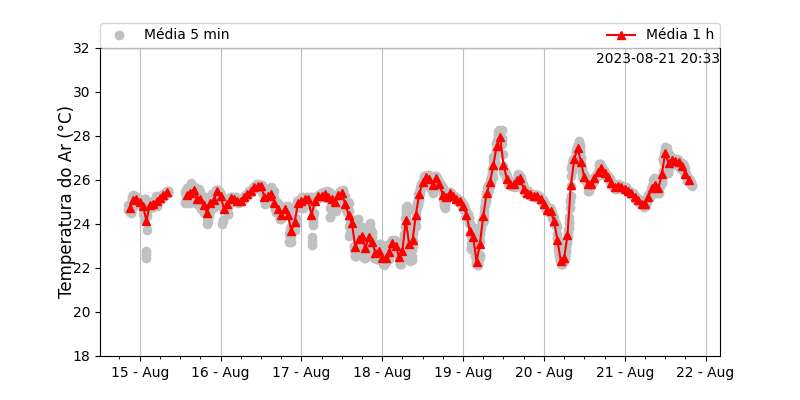 Média 5 min
Média 1 h
2023-08-21 20:33
Temperatura do Ar (°C)
32
30
28
26
24
22
20
18
15 - Aug
16 - Aug
17 - Aug
18 - Aug
19 - Aug
20 - Aug
21 - Aug
22 - Aug